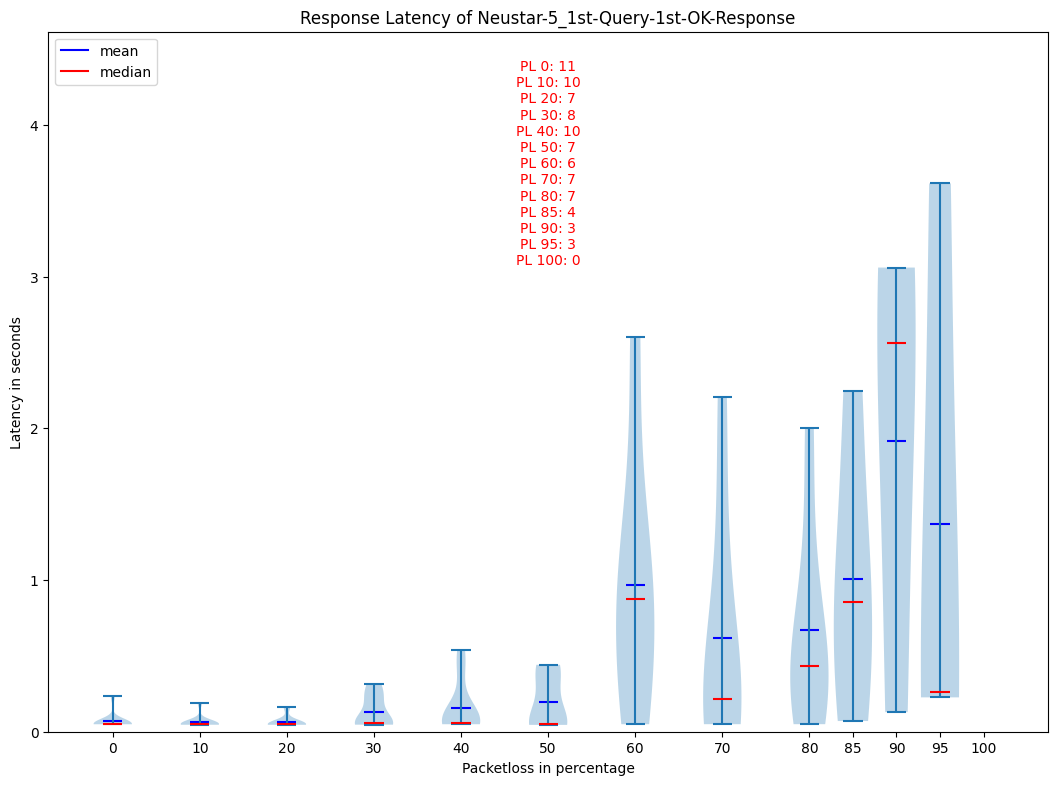 Response Latency of Neustar-5_1st-Query-1st-OK-Response
mean
median
PL 0: 11
PL 10: 10
PL 20: 7
PL 30: 8
PL 40: 10
PL 50: 7
PL 60: 6
PL 70: 7
PL 80: 7
PL 85: 4
PL 90: 3
PL 95: 3
PL 100: 0
4
3
2
1
0
Latency in seconds
0 10 20 30 40 50 60 70 80 85 90 95 100
Packetloss in percentage